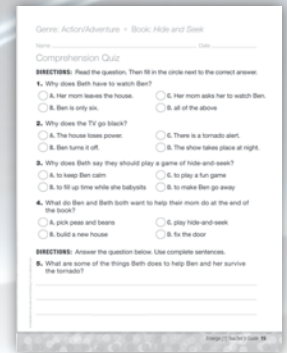 Genre: Action/Adventure • Book: Hide and Seek
Name Date
Comprehension Quiz
DIRECTIONS: Read the question. Then fill in the circle next to the correct answer.
1. Why does Beth have to watch Ben?
A. Her mom leaves the house. C. Her mom asks her to watch Ben.
B. Ben is only six. D. all of the above
2. Why does the TV go black?
A. The house loses power. C. There is a tornado alert.
B. Ben turns it off. D. The show takes place at night.
3. Why does Beth say they should play a game of hide-and-seek?
A. to keep Ben calm C. to play a fun game
B. to fill up time while she babysits D. to make Ben go away
4. What do Ben and Beth both want to help their mom do at the end of
the book?
A. pick peas and beans C. play hide-and-seek
B. build a new house D. fix the door
DIRECTIONS: Answer the question below. Use complete sentences.
5. What are some of the things Beth does to help Ben and her survive
the tornado?
Teacher's Guide